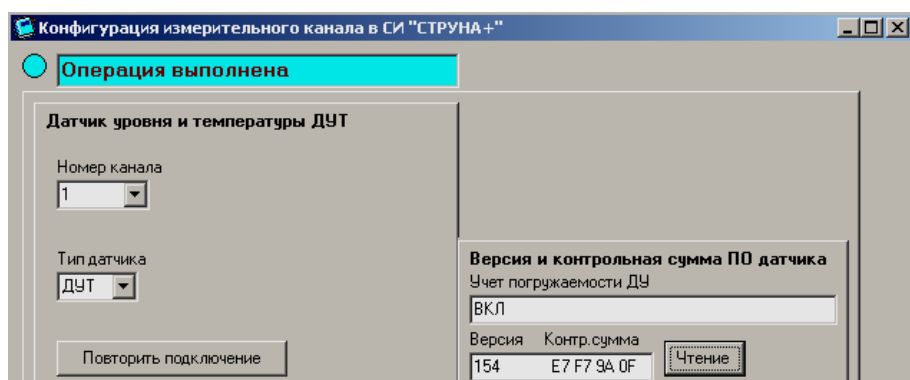 Конфигурация измерительного канала в СИ "СТРУНА+"
Операция выполнена
Датчик уровня и температуры ДУТ
Номер канала
1
Тип датчика
ДУТ
Повторить подключение
Версия и контрольная сумма ПО датчика
Учет погружаемости ДУ
ВКЛ
Версия Контр.сумма
154 E7 F7 9A 0F
Чтение